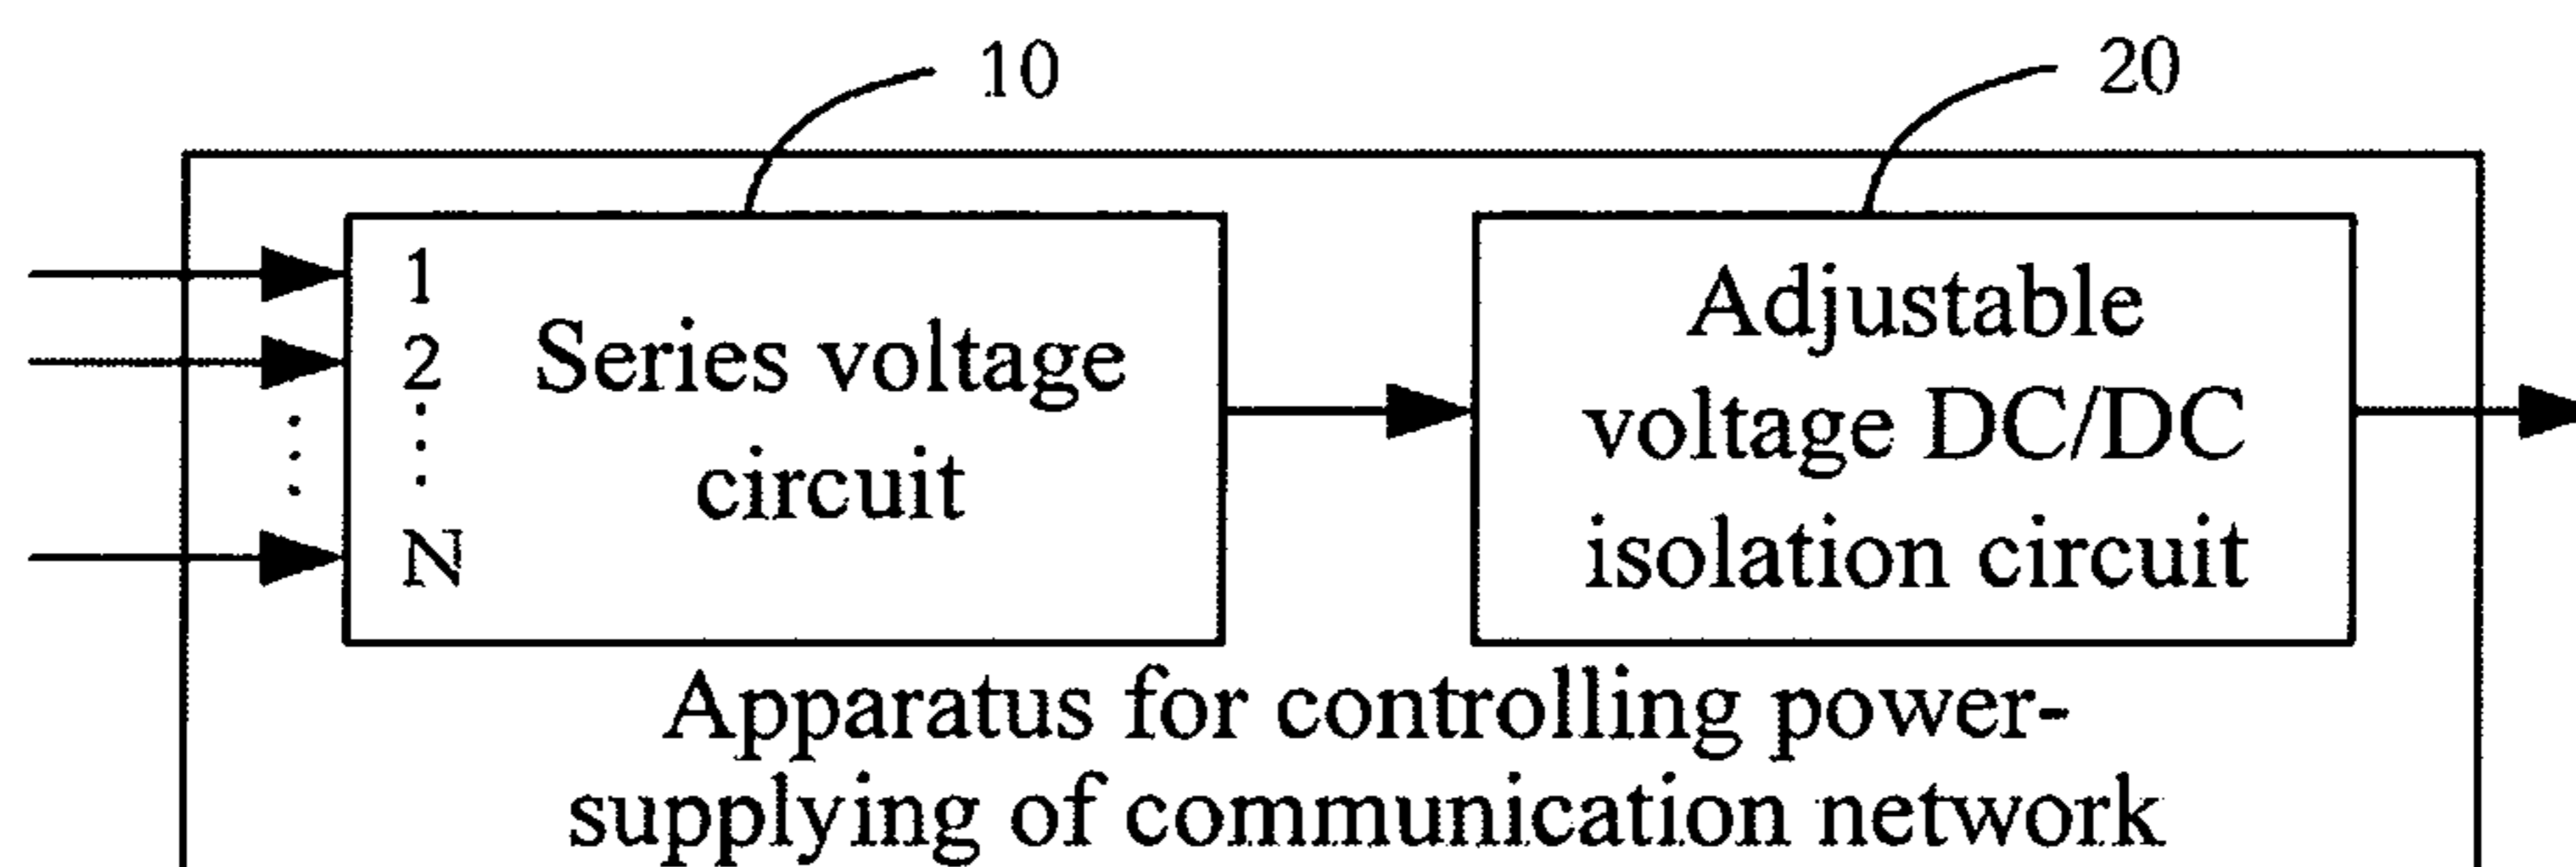 10
20
1
2
N
Series voltage
circuit
Adjustable
voltage DC/DC
isolation circuit
Apparatus for controlling power-
supplying of communication network